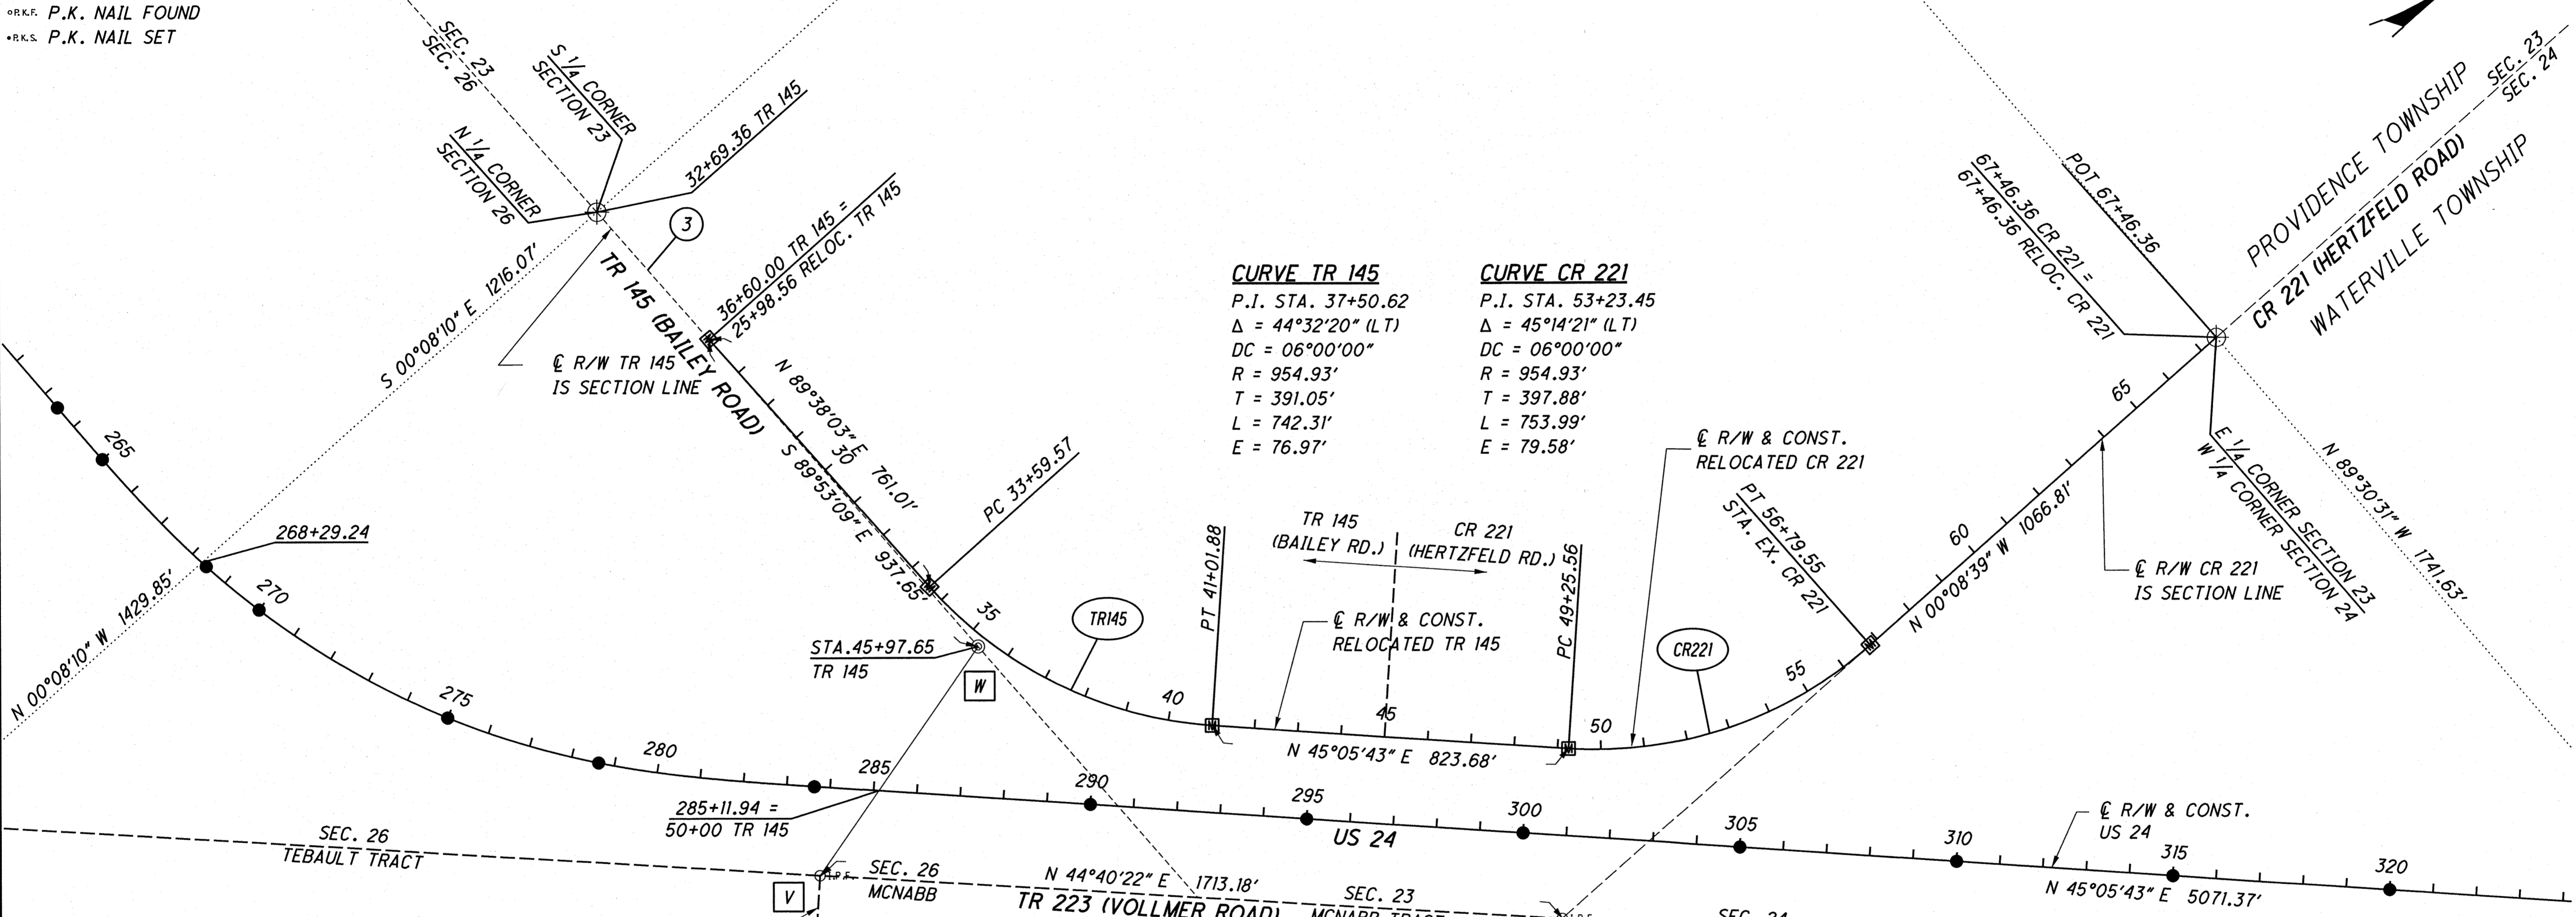 ○P.K.F. P.K. NAIL FOUND
●P.K.S. P.K. NAIL SET
SEC. 23
SEC. 26
S 1/4 CORNER
SECTION 23
N 1/4 CORNER
SECTION 26
32+69.36 TR 145
3
36+60.00 TR 145 =
25+98.56 RELOC. TR 145
TR 145 (BAILEY ROAD)
S 00°08'10" E 1216.07'
℄ R/W TR 145
IS SECTION LINE
N 89°38'03" E 761.01'
30
S 89°53'09" E 937.65'
PC 33+59.57
265
268+29.24
N 00°08'10" W 1429.85'
270
275
280
285
290
295
300
305
310
315
320
CURVE TR 145
P.I. STA. 37+50.62
Δ = 44°32'20" (LT)
DC = 06°00'00"
R = 954.93'
T = 391.05'
L = 742.31'
E = 76.97'
CURVE CR 221
P.I. STA. 53+23.45
Δ = 45°14'21" (LT)
DC = 06°00'00"
R = 954.93'
T = 397.88'
L = 753.99'
E = 79.58'
35
TR145
STA.45+97.65
TR 145
W
40
PT 41+01.88
TR 145
(BAILEY RD.)
CR 221
(HERTZFELD RD.)
℄ R/W & CONST.
RELOCATED TR 145
45
N 45°05'43" E 823.68'
PC 49+25.56
50
℄ R/W & CONST.
RELOCATED CR 221
CR221
55
PT 56+79.55
STA. EX. CR 221
60
N 00°08'39" W 1066.81'
65
℄ R/W CR 221
IS SECTION LINE
67+46.36 CR 221 =
67+46.36 RELOC. CR 221
POT 67+46.36
PROVIDENCE TOWNSHIP
SEC. 23
SEC. 24
CR 221 (HERTZFELD ROAD)
WATERVILLE TOWNSHIP
E 1/4 CORNER SECTION 23
W 1/4 CORNER SECTION 24
N 89°30'31" W 1741.63'
285+11.94 =
50+00 TR 145
US 24
℄ R/W & CONST.
US 24
N 45°05'43" E 5071.37'
SEC. 26
TEBAULT TRACT
I.P.F.
V
SEC. 26
MCNABB
N 44°40'22" E 1713.18'
TR 223 (VOLLMER ROAD)
SEC. 23
MCNABB TRACT
I.P.F.
SEC. 24